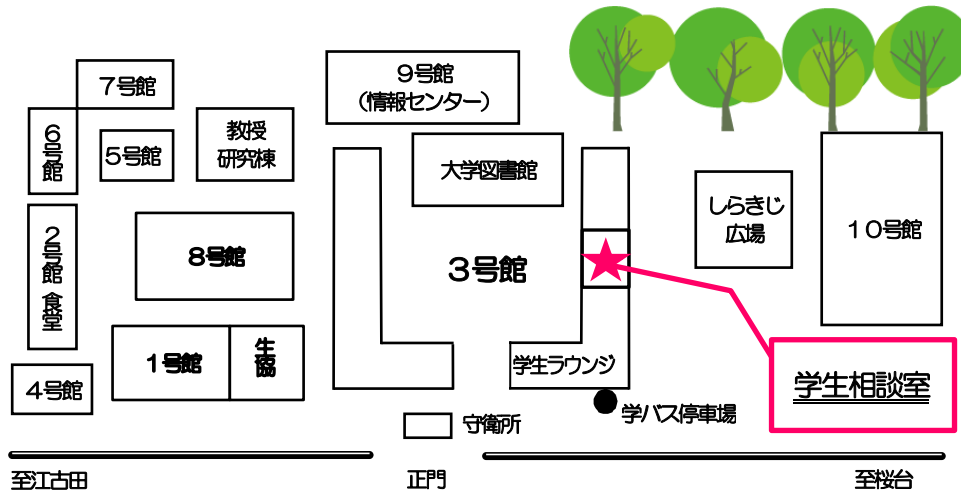 7号館
9号館
(情報センター)
6号館
5号館
教授
研究棟
大学図書館
しらきじ
広場
10号館
2号館 食堂
8号館
3号館
1号館
生協
学生ラウンジ
4号館
学生相談室
学バス停車場
守衛所
至江古田
正門
至桜台